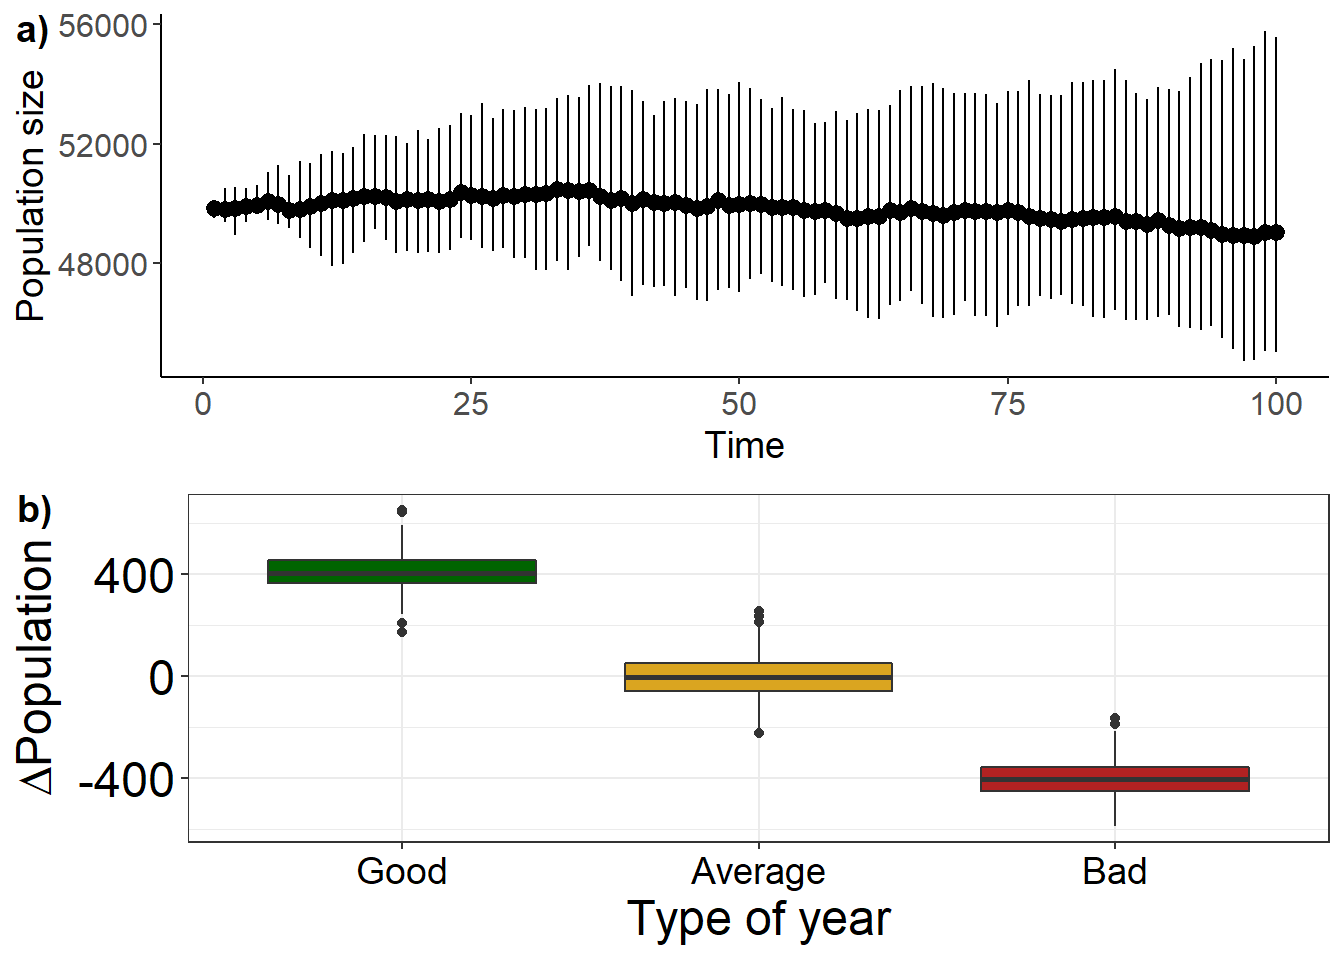 a)
56000
52000
48000
Population size
0 25 50 75 100
Time
b)
400
0
-400
ΔPopulation
Good Average Bad
Type of year